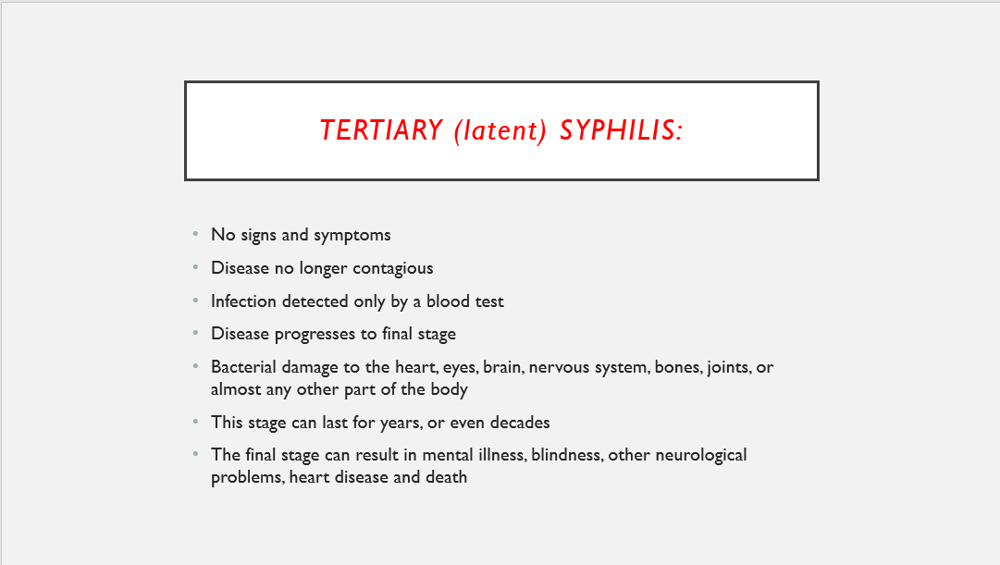 TERTIARY (latent) SYPHILIS:
• No signs and symptoms
• Disease no longer contagious
• Infection detected only by a blood test
• Disease progresses to final stage
• Bacterial damage to the heart, eyes, brain, nervous system, bones, joints, or
almost any other part of the body
• This stage can last for years, or even decades
• The final stage can result in mental illness, blindness, other neurological
problems, heart disease and death